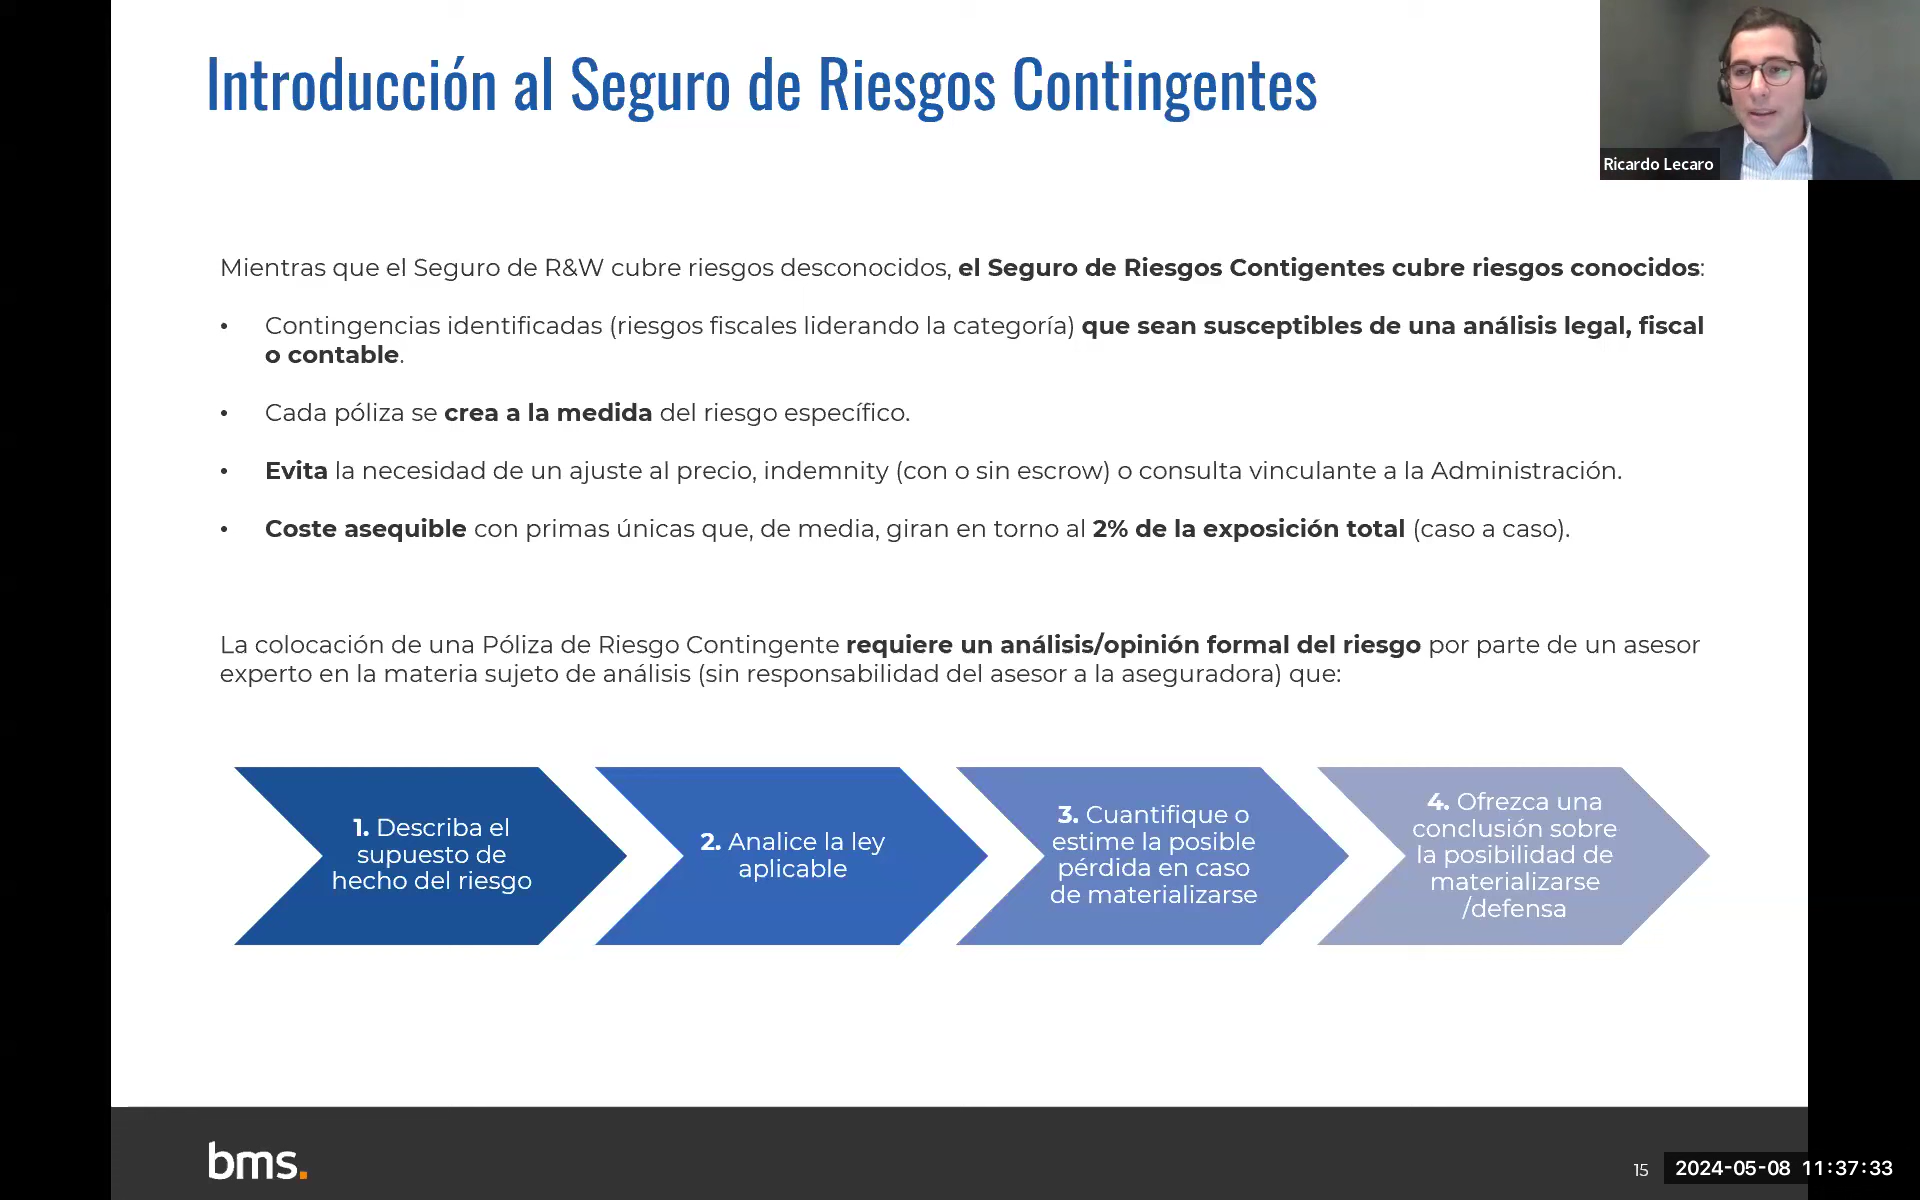 Introducción al Seguro de Riesgos Contingentes
Ricardo Lecaro
Mientras que el Seguro de R&W cubre riesgos desconocidos, el Seguro de Riesgos Contigentes cubre riesgos conocidos:
• Contingencias identificadas (riesgos fiscales liderando la categoría) que sean susceptibles de una análisis legal, fiscal
o contable.
• Cada póliza se crea a la medida del riesgo específico.
• Evita la necesidad de un ajuste al precio, indemnity (con o sin escrow) o consulta vinculante a la Administración.
• Coste asequible con primas únicas que, de media, giran en torno al 2% de la exposición total (caso a caso).
La colocación de una Póliza de Riesgo Contingente requiere un análisis/opinión formal del riesgo por parte de un asesor
experto en la materia sujeto de análisis (sin responsabilidad del asesor a la aseguradora) que:
1. Describa el
supuesto de
hecho del riesgo
2. Analice la ley
aplicable
3. Cuantifique o
estime la posible
pérdida en caso
de materializarse
4. Ofrezca una
conclusión sobre
la posibilidad de
materializarse
/defensa
bms.
15
2024-05-08 11:37:33